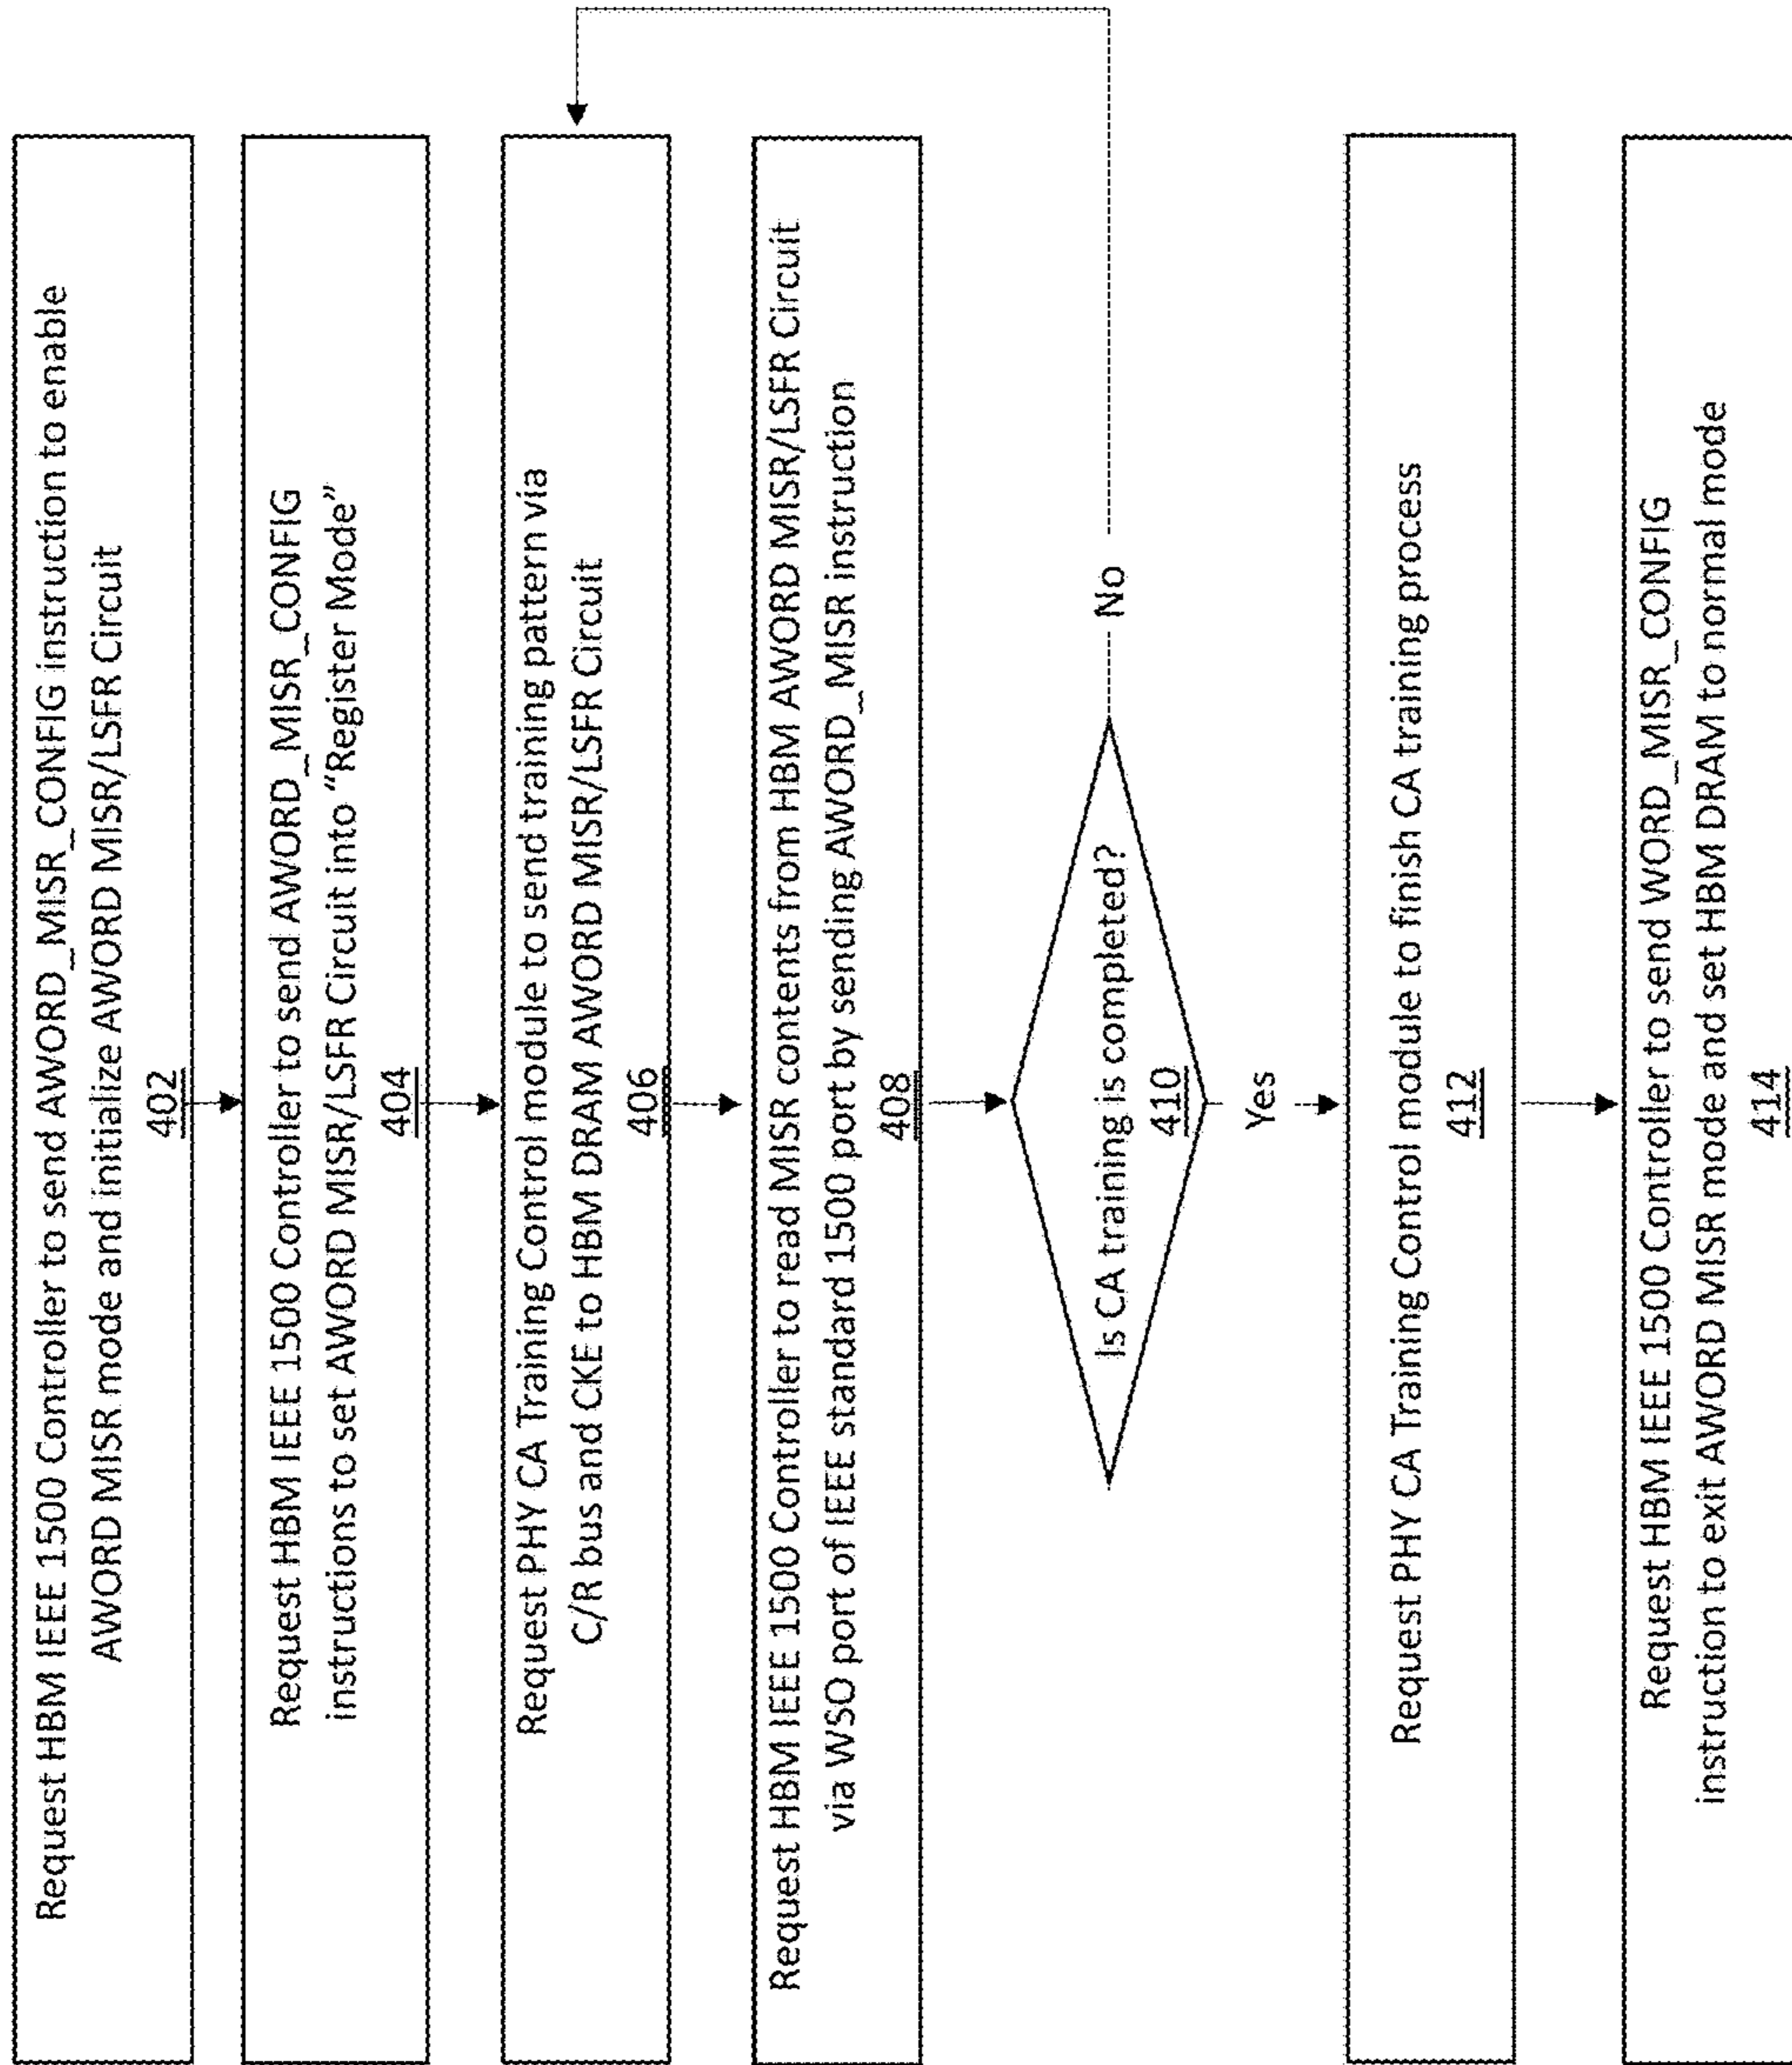 Request HBM IEEE 1500 Controller to send AWORD_MISR_CONFIG instruction to enable
AWORD MISR mode and initialize AWORD MISR/LSFR Circuit
402
Request HBM IEEE 1500 Controller to send AWORD_MISR_CONFIG
instructions to set AWORD MISR/LSFR Circuit into “Register Mode”
404
Request PHY CA Training Control module to send training pattern via
C/R bus and CKE to HBM DRAM AWORD MISR/LSFR Circuit
406
Request HBM IEEE 1500 Controller to read MISR contents from HBM AWORD MISR/LSFR Circuit
via WSO port of IEEE standard 1500 port by sending AWORD_MISR instruction
408
Is CA training is completed?
410
No
Yes
Request PHY CA Training Control module to finish CA training process
412
Request HBM IEEE 1500 Controller to send WORD_MISR_CONFIG
instruction to exit AWORD MISR mode and set HBM DRAM to normal mode
414